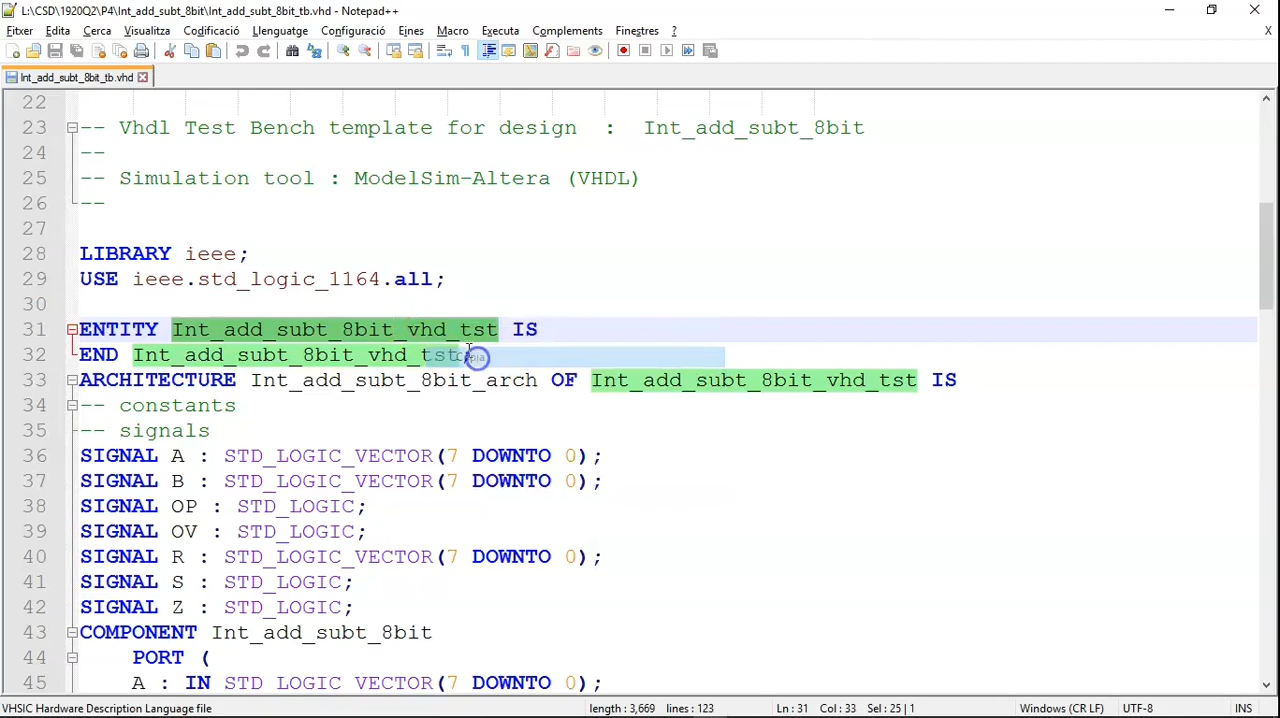 L:\CSD\1920Q2\P4\Int_add_subt_8bit\Int_add_subt_8bit_tb.vhd - Notepad++
Fitxer Edita Cerca Visualitza Codificació Llenguatge Configuració Eines Macro Executa Complements Finestres ? X
Int_add_subt_8bit_tb.vhd
22
23 -- Vhdl Test Bench template for design : Int_add_subt_8bit
24 --
25 -- Simulation tool : ModelSim-Altera (VHDL)
26 --
27
28 LIBRARY ieee;
29 USE ieee.std_logic_1164.all;
30
31 ENTITY Int_add_subt_8bit_vhd_tst IS
32 END Int_add_subt_8bit_vhd_tst;
33 ARCHITECTURE Int_add_subt_8bit_arch OF Int_add_subt_8bit_vhd_tst IS
34 -- constants
35 -- signals
36 SIGNAL A : STD_LOGIC_VECTOR(7 DOWNTO 0);
37 SIGNAL B : STD_LOGIC_VECTOR(7 DOWNTO 0);
38 SIGNAL OP : STD_LOGIC;
39 SIGNAL OV : STD_LOGIC;
40 SIGNAL R : STD_LOGIC_VECTOR(7 DOWNTO 0);
41 SIGNAL S : STD_LOGIC;
42 SIGNAL Z : STD_LOGIC;
43 COMPONENT Int_add_subt_8bit
44 PORT (
45 A : IN STD_LOGIC_VECTOR(7 DOWNTO 0);
VHSIC Hardware Description Language file length : 3,669 lines : 123 Ln : 31 Col : 33 Sel : 25 | 1 Windows (CR LF) UTF-8 INS